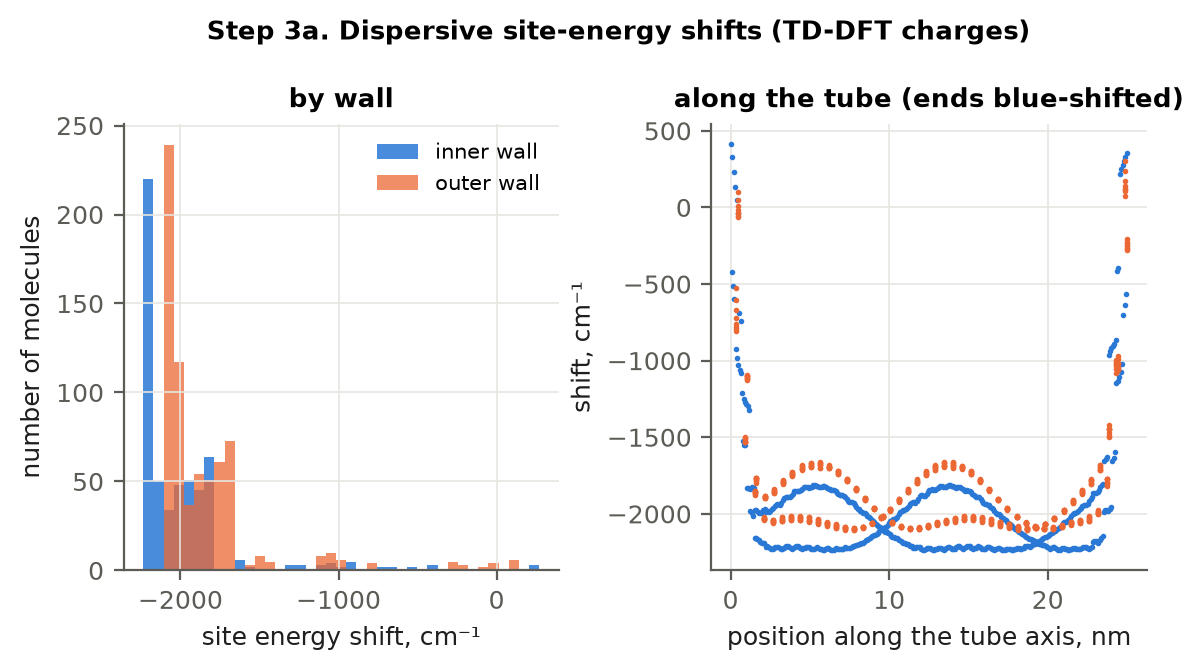 Step 3a. Dispersive site-energy shifts (TD-DFT charges)
by wall
number of molecules
250
200
150
100
50
0
inner wall
outer wall
−2000
−1000
0
site energy shift, cm⁻¹
along the tube (ends blue-shifted)
shift, cm⁻¹
500
0
−500
−1000
−1500
−2000
0
10
20
position along the tube axis, nm